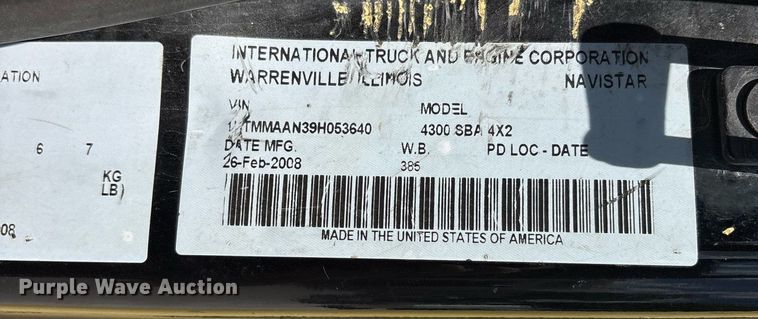 ATION
6 7
KG
LB)
08
INTERNATIONAL TRUCK AND ENGINE CORPORATION
WARRENVILLE, ILLINOIS NAVISTAR
VIN MODEL
4300 SBA 4X2
DATE MFG. W.B. PD LOC - DATE
26-Feb-2008 385
MADE IN THE UNITED STATES OF AMERICA
Purple Wave Auction